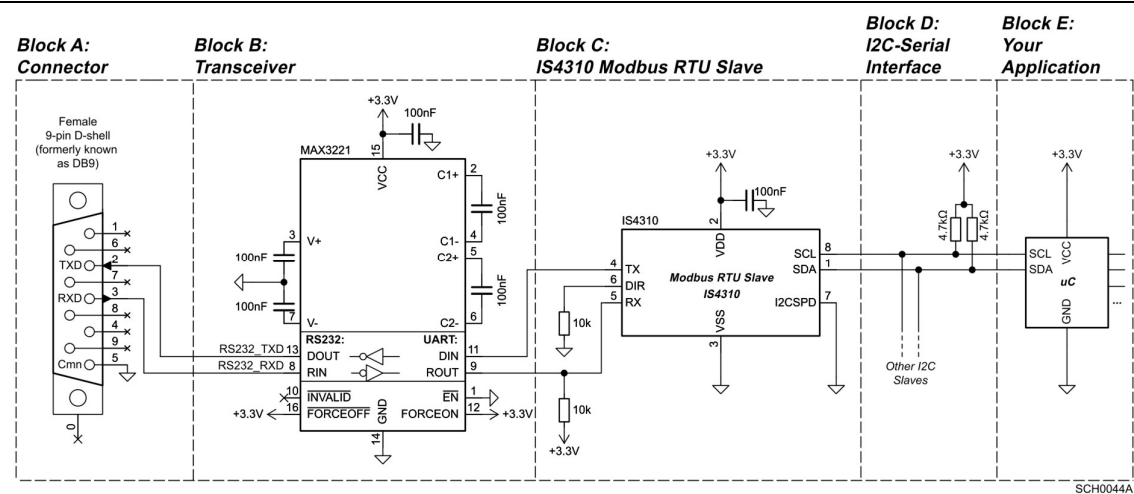 Block A:
Connector
Block B:
Transceiver
Block C:
IS4310 Modbus RTU Slave
Block D:
I2C-Serial
Interface
Block E:
Your
Application
Female
9-pin D-shell
(formerly known
as DB9)
1
6
TXD 2
7
RXD 3
8
4
9
Cmn 5
0
+3.3V
100nF
MAX3221
15
VCC
C1+ 2
100nF
C1- 4
C2+ 5
100nF
C2- 6
3 V+
100nF
100nF
7 V-
RS232: UART:
RS232_TXD 13 DOUT DIN 11
RS232_RXD 8 RIN ROUT 9
10 INVALID EN 1
+3.3V 16 FORCEOFF GND FORCEON 12 +3.3V
14
+3.3V
100nF
IS4310
2
VDD
4 TX
6 DIR
5 RX
Modbus RTU Slave
IS4310
SCL 8
SDA 1
I2CSPD 7
VSS
3
10k
10k
+3.3V
+3.3V
4.7kΩ
4.7kΩ
Other I2C
Slaves
+3.3V
SCL
SDA
VCC
uC
GND
...
SCH0044A